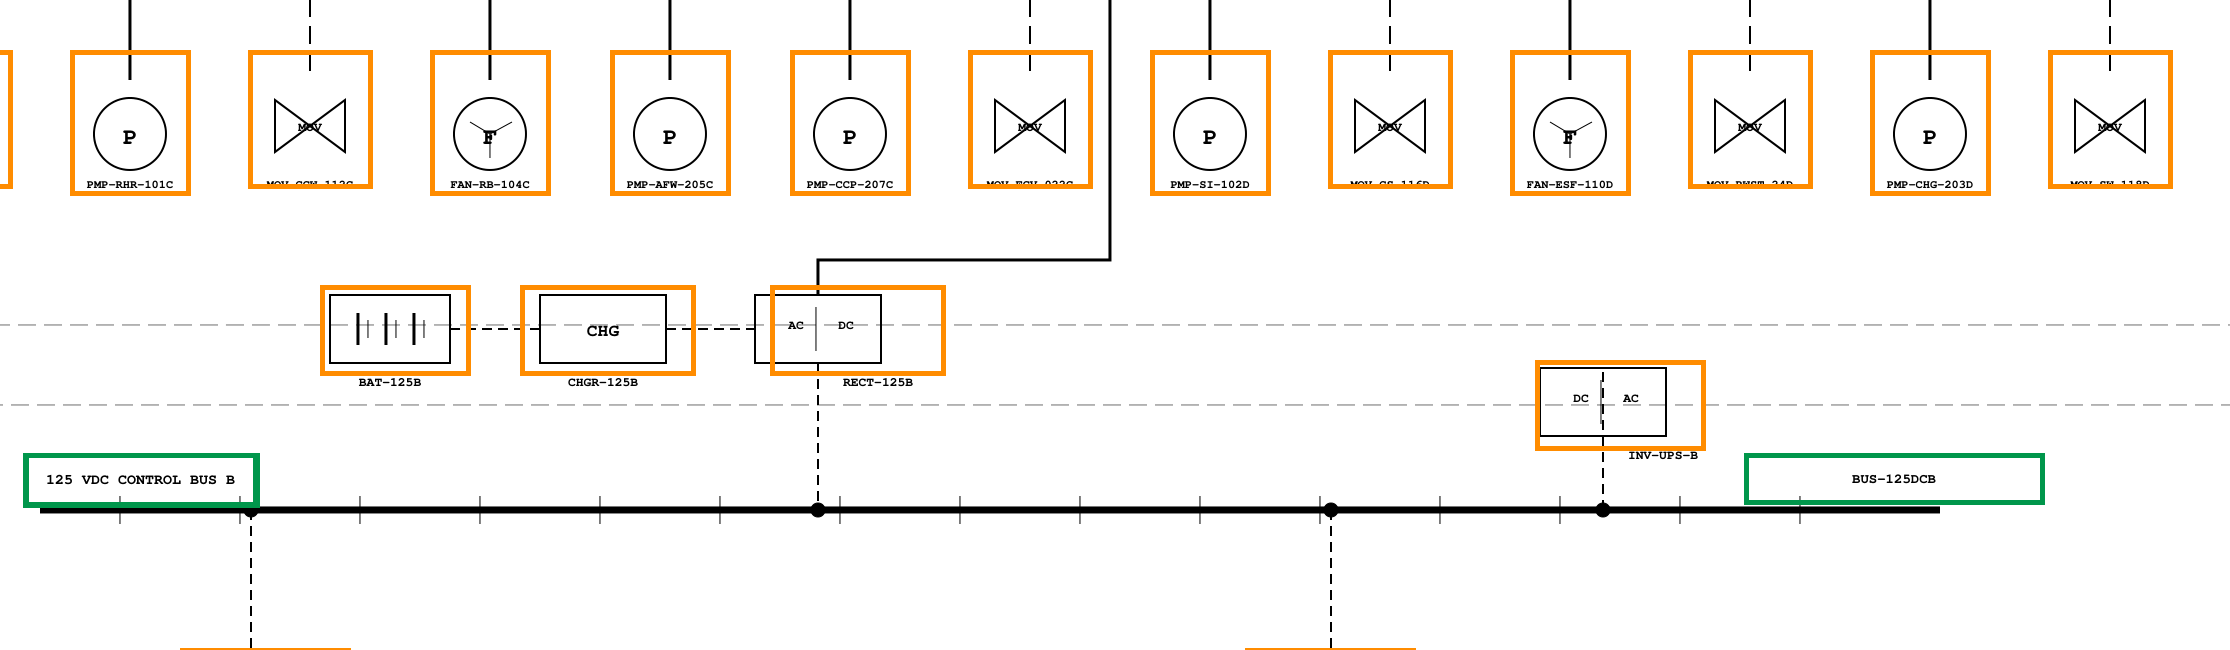 P
MOV
F
P
P
MOV
P
MOV
F
MOV
P
MOV
PMP-RHR-101C
FAN-RB-104C
PMP-AFW-205C
PMP-CCP-207C
PMP-SI-102D
FAN-ESF-110D
PMP-CHG-203D
CHG
AC
DC
BAT-125B
CHGR-125B
RECT-125B
DC
AC
INV-UPS-B
125 VDC CONTROL BUS B
BUS-125DCB